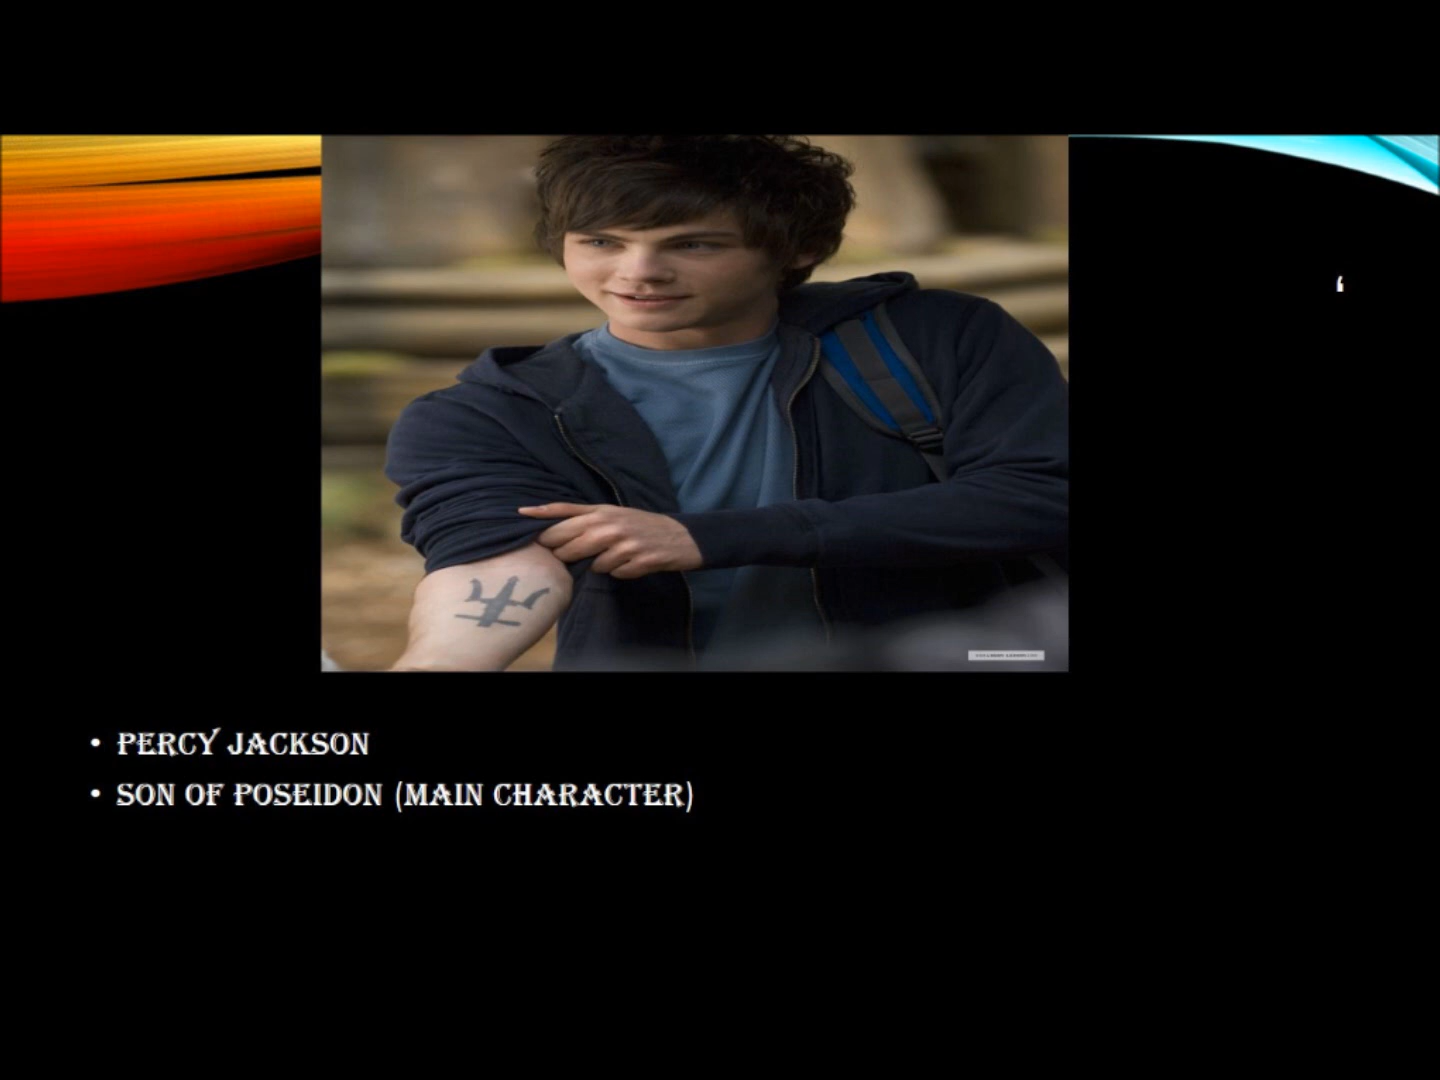 ‘
• PERCY JACKSON
• SON OF POSEIDON (MAIN CHARACTER)